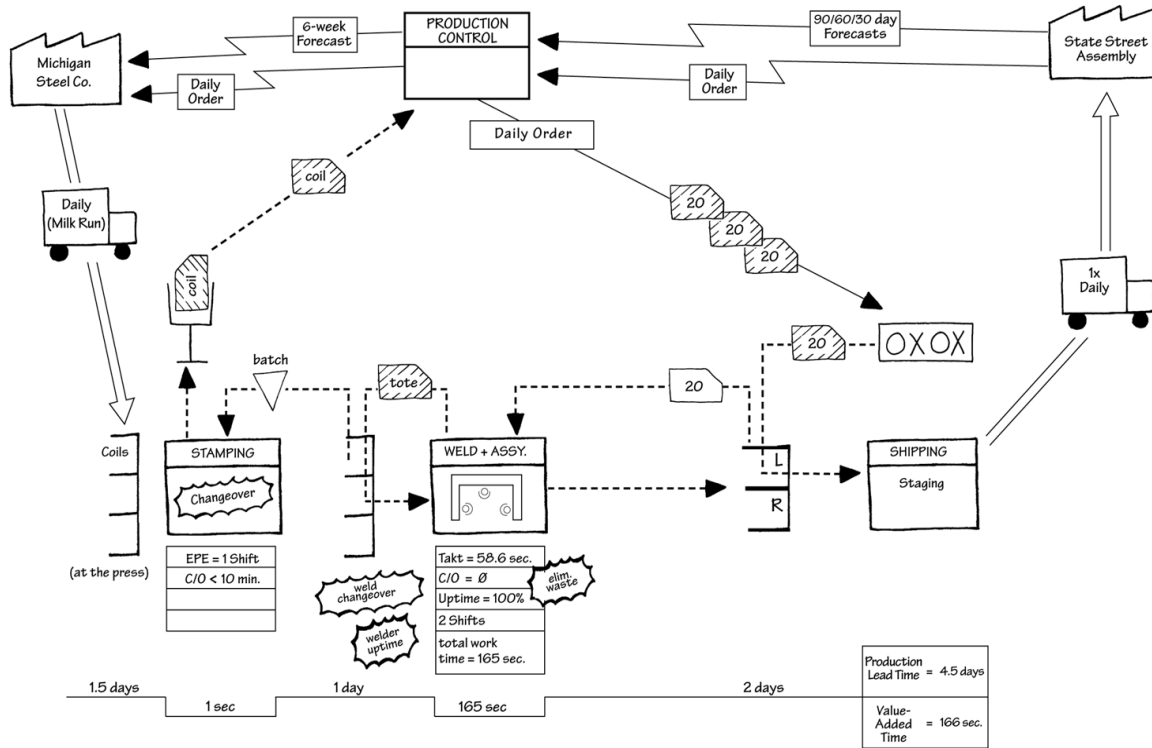 Michigan
Steel Co.
6-week
Forecast
PRODUCTION
CONTROL
90/60/30 day
Forecasts
State Street
Assembly
Daily
Order
Daily
Order
Daily Order
coil
20
20
20
Daily
(Milk Run)
coil
1x
Daily
20
OXOX
batch
tote
20
Coils
STAMPING
Changeover
WELD + ASSY.
L
R
SHIPPING
Staging
(at the press)
EPE = 1 Shift
C/O < 10 min.
weld
changeover
welder
uptime
Takt = 58.6 sec.
C/O = Ø
Uptime = 100%
2 Shifts
total work
time = 165 sec.
elim.
waste
1.5 days
1 sec
1 day
165 sec.
2 days
Production
Lead Time = 4.5 days
Value-
Added = 166 sec.
Time